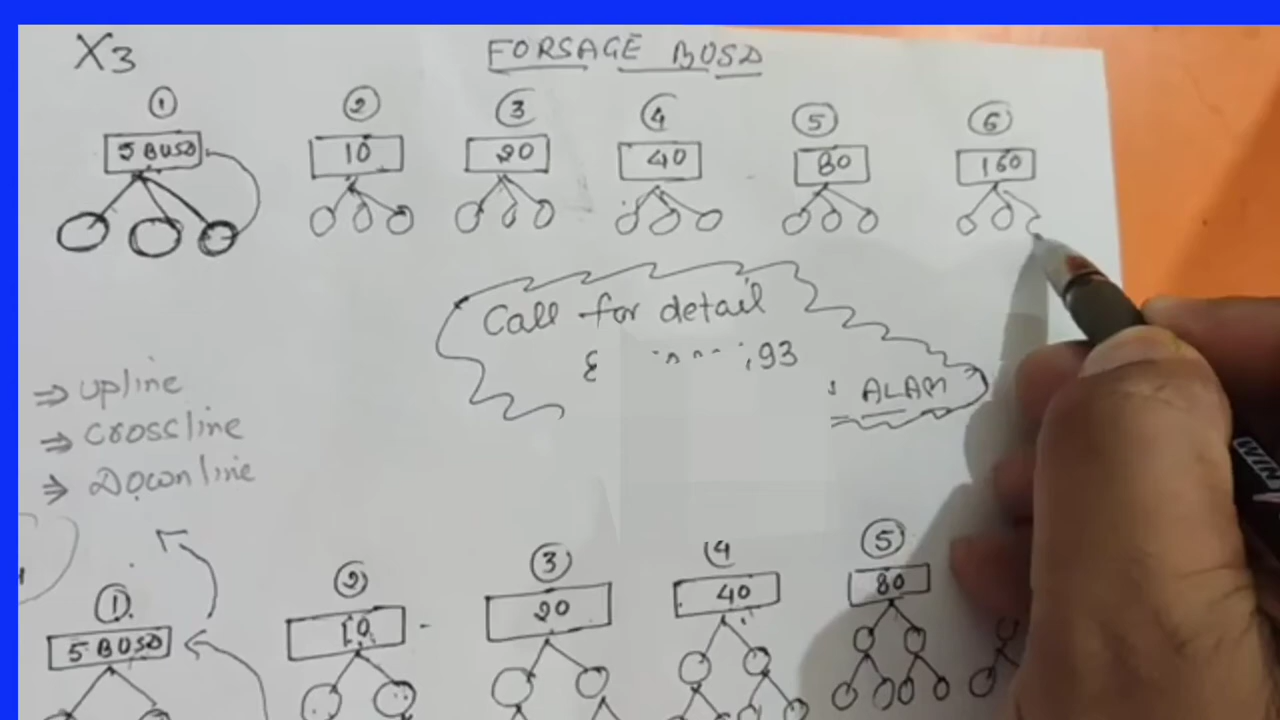 X3
FORSAGE BUSD
① ② ③ ④ ⑤ ⑥
5 BUSD 10 20 40 80 160
Call for detail
93
ALAM
⇒ Upline
⇒ Crossline
⇒ Downline
① ② ③ ④ ⑤
5 BUSD 10 20 40 80
WIN